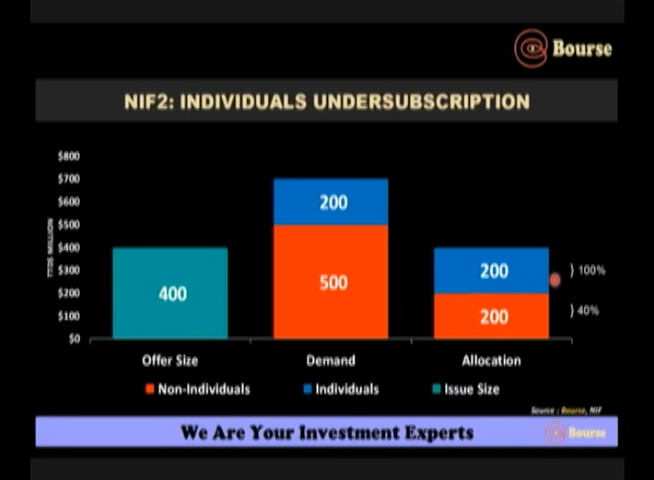 Bourse
NIF2: INDIVIDUALS UNDERSUBSCRIPTION
TTD$ MILLION
$800
$700
$600
$500
$400
$300
$200
$100
$0
400
200
500
200
200
} 100%
} 40%
Offer Size
Demand
Allocation
Non-Individuals
Individuals
Issue Size
Source : Bourse, NIF
We Are Your Investment Experts
Bourse